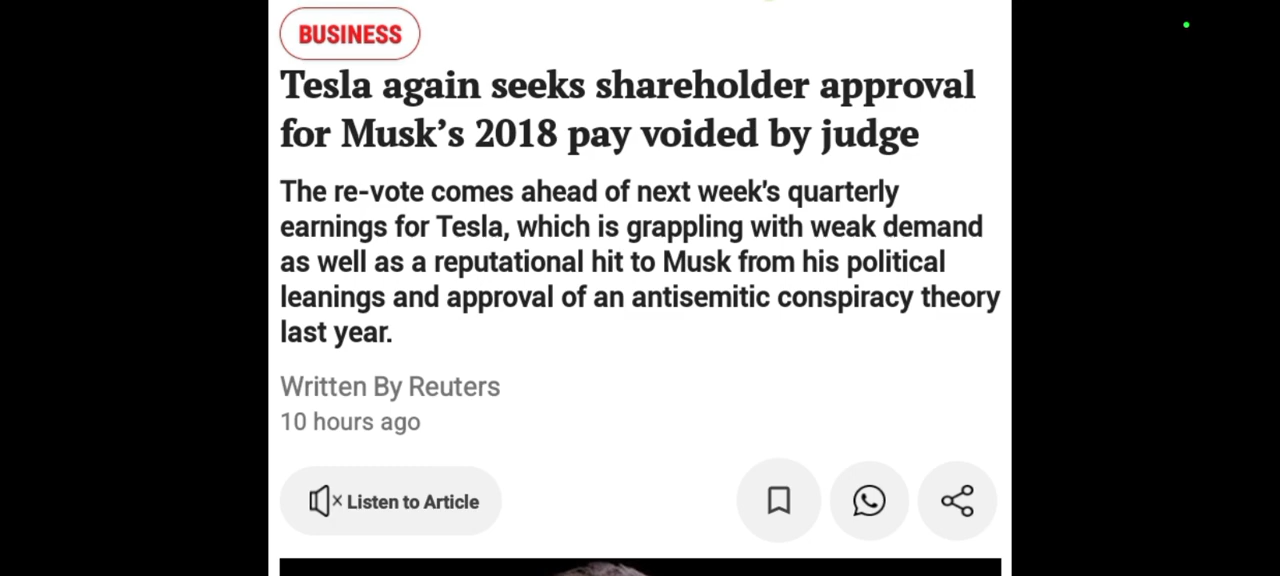 BUSINESS
Tesla again seeks shareholder approval
for Musk’s 2018 pay voided by judge
The re-vote comes ahead of next week's quarterly
earnings for Tesla, which is grappling with weak demand
as well as a reputational hit to Musk from his political
leanings and approval of an antisemitic conspiracy theory
last year.
Written By Reuters
10 hours ago
Listen to Article